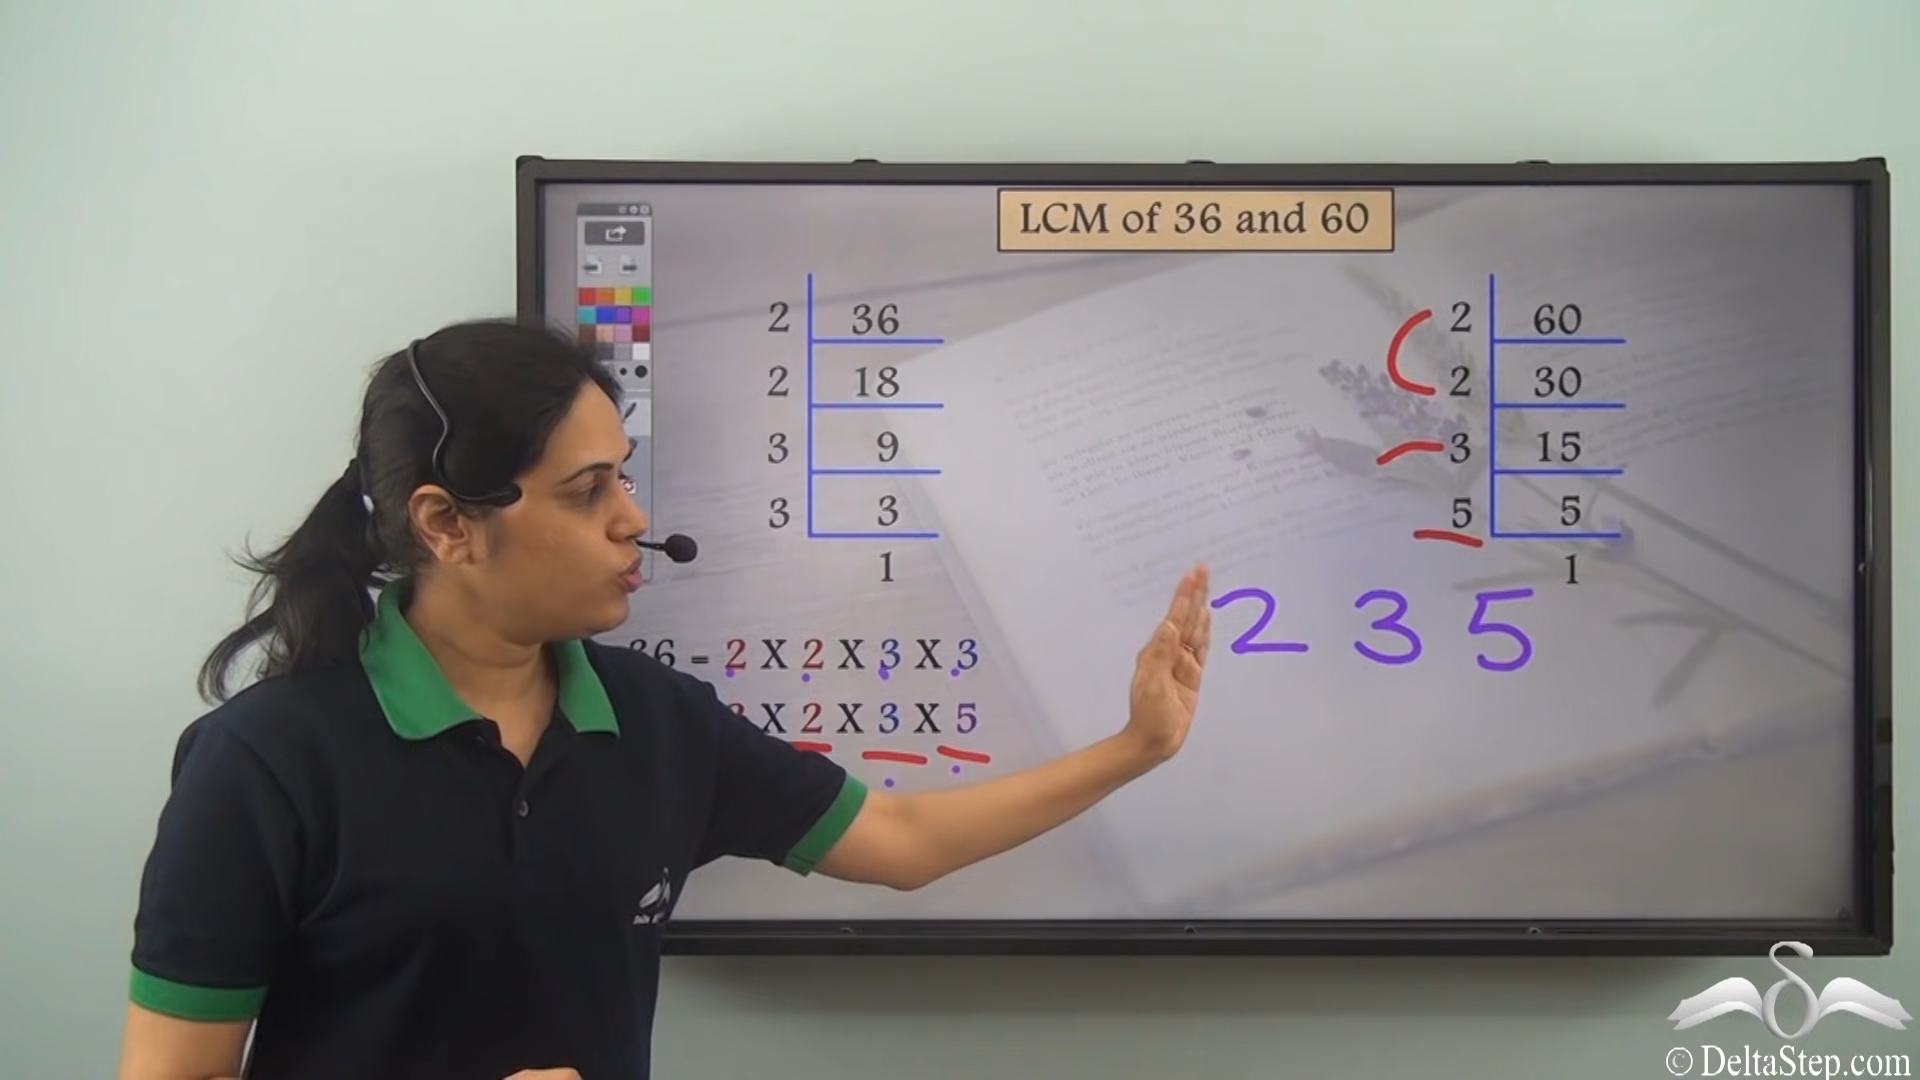 LCM of 36 and 60
2 36
2 18
3 9
3 3
1
2 60
2 30
3 15
5 5
1
2 3 5
36 = 2 X 2 X 3 X 3
X 2 X 3 X 5
© DeltaStep.com